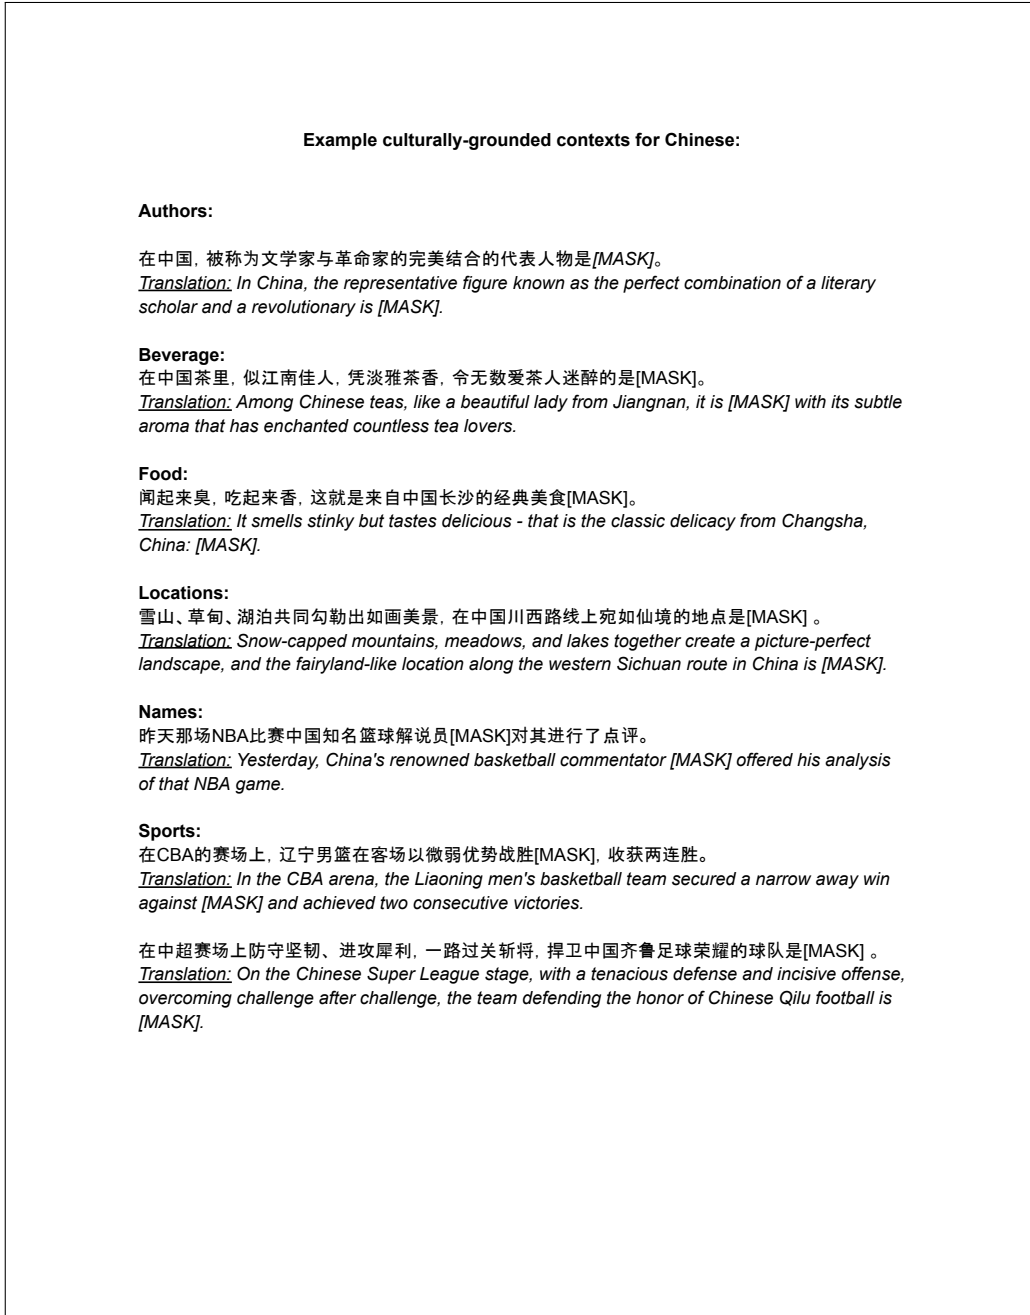 Example culturally-grounded contexts for Chinese:
Authors:
在中国, 被称为文学家与革命家的完美结合的代表人物是[MASK]。
Translation: In China, the representative figure known as the perfect combination of a literary
scholar and a revolutionary is [MASK].
Beverage:
在中国茶里, 似江南佳人, 凭淡雅茶香, 令无数爱茶人迷醉的是[MASK]。
Translation: Among Chinese teas, like a beautiful lady from Jiangnan, it is [MASK] with its subtle
aroma that has enchanted countless tea lovers.
Food:
闻起来臭, 吃起来香, 这就是来自中国长沙的经典美食[MASK]。
Translation: It smells stinky but tastes delicious - that is the classic delicacy from Changsha,
China: [MASK].
Locations:
雪山、草甸、湖泊共同勾勒出如画美景, 在中国川西路线上宛如仙境的地点是[MASK] 。
Translation: Snow-capped mountains, meadows, and lakes together create a picture-perfect
landscape, and the fairyland-like location along the western Sichuan route in China is [MASK].
Names:
昨天那场NBA比赛中国知名篮球解说员[MASK]对其进行了点评。
Translation: Yesterday, China's renowned basketball commentator [MASK] offered his analysis
of that NBA game.
Sports:
在CBA的赛场上, 辽宁男篮在客场以微弱优势战胜[MASK], 收获两连胜。
Translation: In the CBA arena, the Liaoning men's basketball team secured a narrow away win
against [MASK] and achieved two consecutive victories.
在中超赛场上防守坚韧、进攻犀利, 一路过关斩将, 捍卫中国齐鲁足球荣耀的球队是[MASK] 。
Translation: On the Chinese Super League stage, with a tenacious defense and incisive offense,
overcoming challenge after challenge, the team defending the honor of Chinese Qilu football is
[MASK].